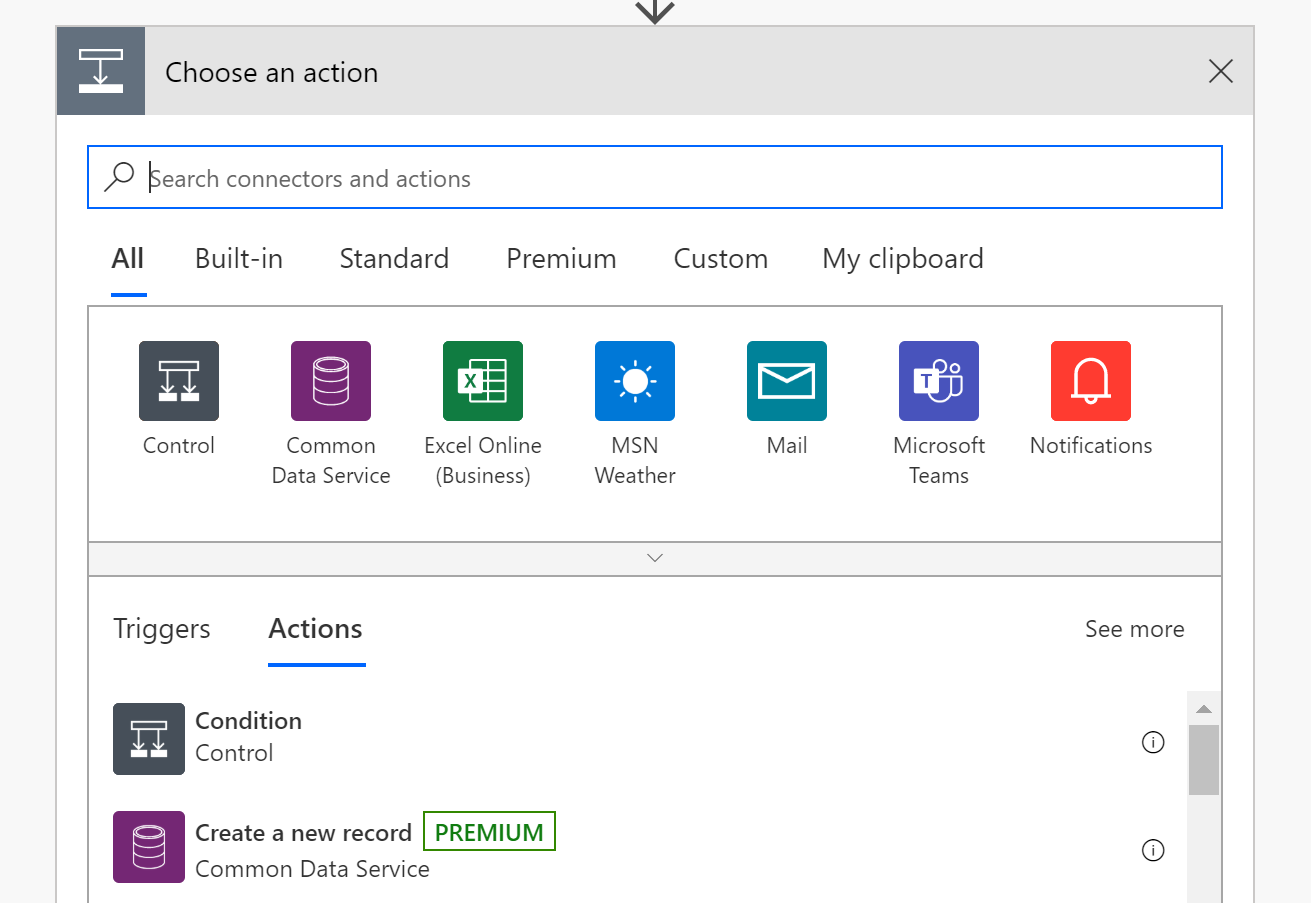 Choose an action
Search connectors and actions
All Built-in Standard Premium Custom My clipboard
Control Common Data Service Excel Online (Business) MSN Weather Mail Microsoft Teams Notifications
Triggers Actions See more
Condition
Control
Create a new record PREMIUM
Common Data Service